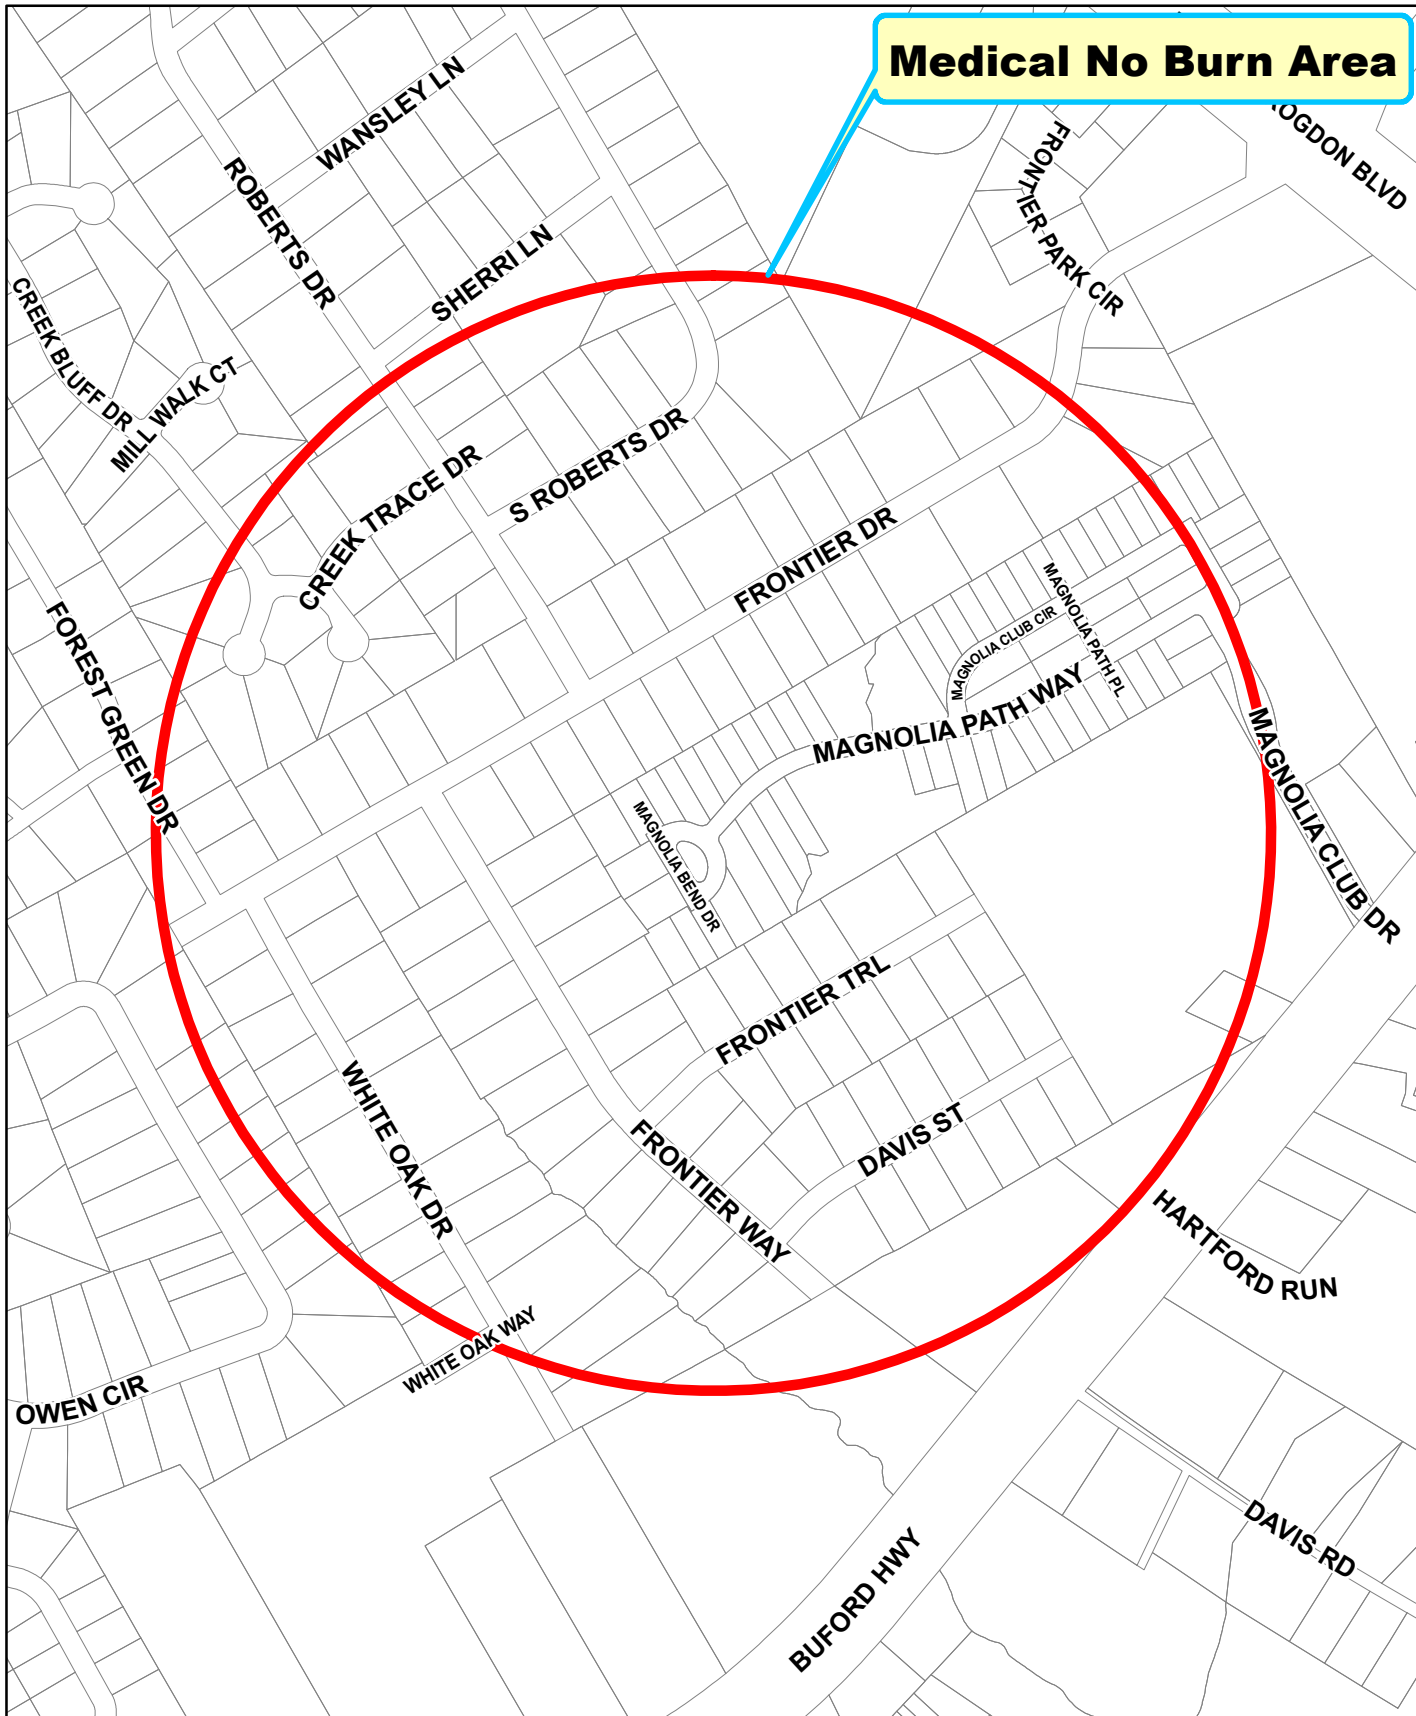 Medical No Burn Area
WANSLEY LN
ROBERTS DR
SHERRI LN
FRONTIER PARK CIR
CREEK BLUFF DR
MILL WALK CT
CREEK TRACE DR
S ROBERTS DR
FRONTIER DR
FOREST GREEN DR
MAGNOLIA CLUB CIR
MAGNOLIA PATH PL
MAGNOLIA PATH WAY
MAGNOLIA BEND DR
MAGNOLIA CLUB DR
FRONTIER TRL
WHITE OAK DR
DAVIS ST
FRONTIER WAY
HARTFORD RUN
WHITE OAK WAY
OWEN CIR
DAVIS RD
BUFORD HWY
BLVD